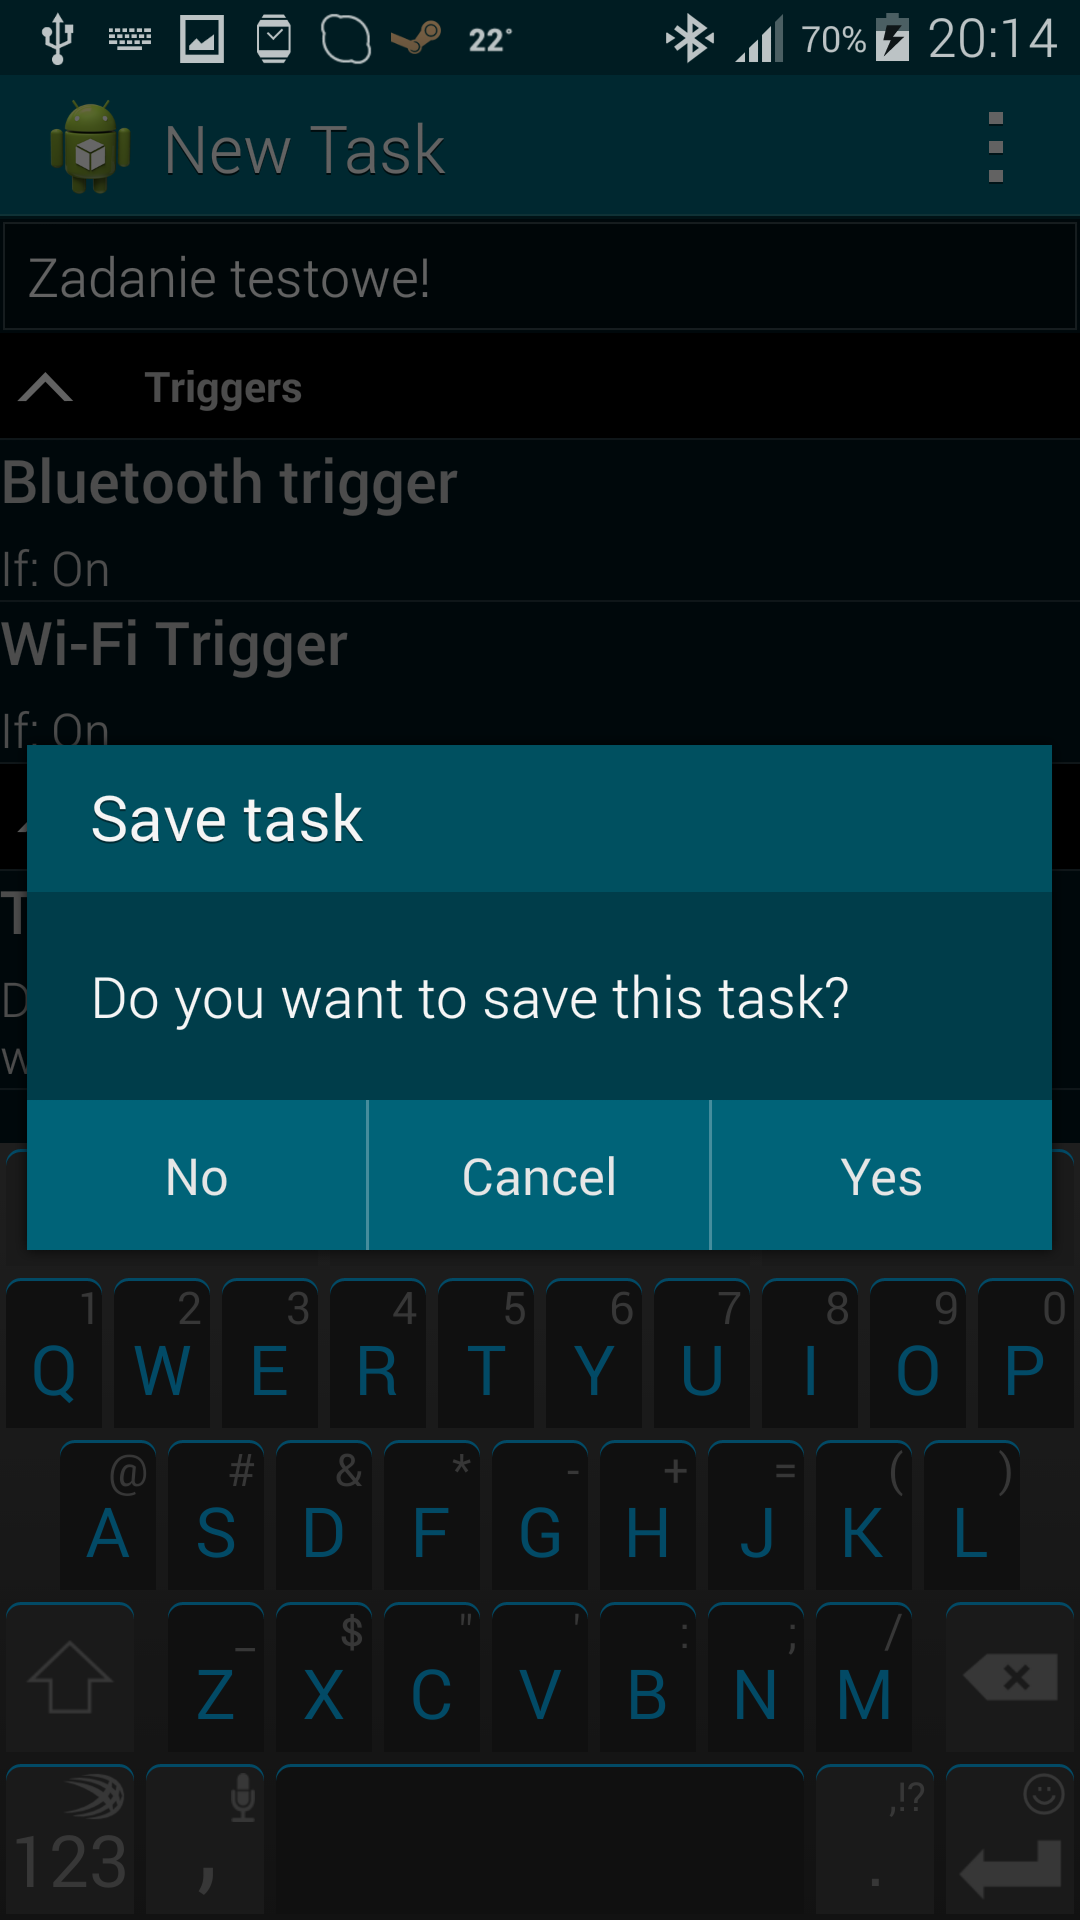 22° 70% 20:14
New Task
Zadanie testowe!
Triggers
Bluetooth trigger
If: On
Wi-Fi Trigger
If: On
Save task
T
D
Do you want to save this task?
w
No Cancel Yes
1 2 3 4 5 6 7 8 9 0
Q W E R T Y U I O P
@ # & * - + = ( )
A S D F G H J K L
_ $ " ' : ; /
Z X C V B N M
,!?
123 , .